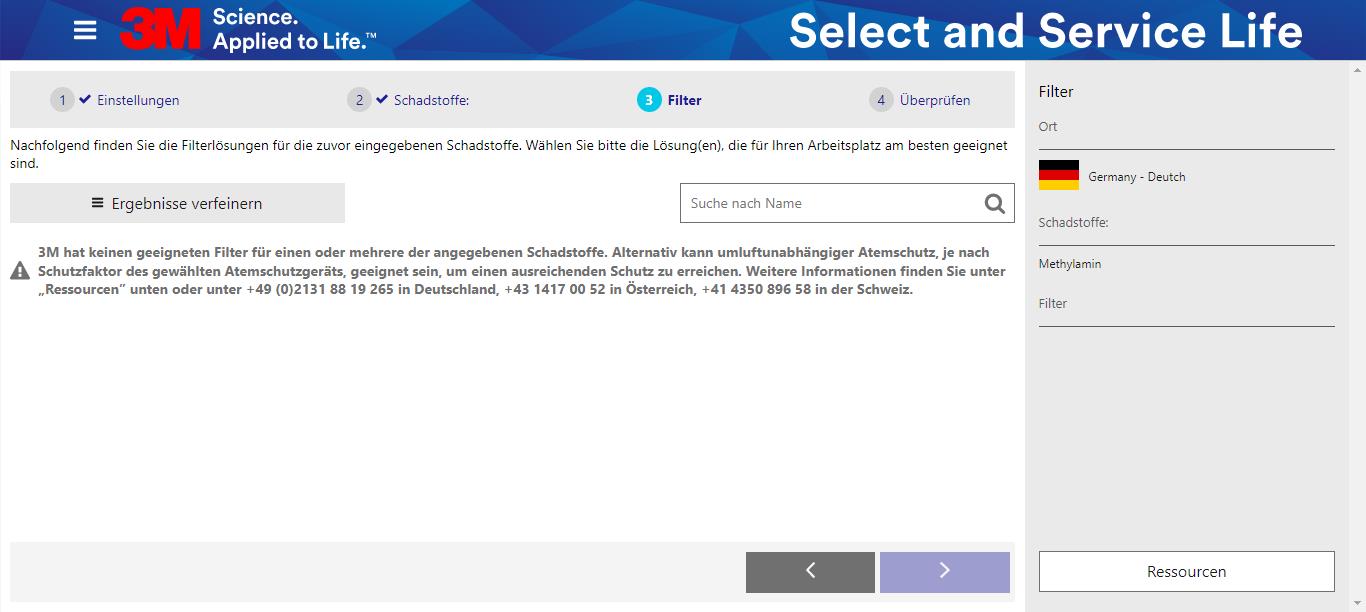 3M Science.
Applied to Life.™
Select and Service Life
1 Einstellungen
2 Schadstoffe:
3 Filter
4 Überprüfen
Nachfolgend finden Sie die Filterlösungen für die zuvor eingegebenen Schadstoffe. Wählen Sie bitte die Lösung(en), die für Ihren Arbeitsplatz am besten geeignet
sind.
Ergebnisse verfeinern
Suche nach Name
3M hat keinen geeigneten Filter für einen oder mehrere der angegebenen Schadstoffe. Alternativ kann umluftunabhängiger Atemschutz, je nach
Schutzfaktor des gewählten Atemschutzgeräts, geeignet sein, um einen ausreichenden Schutz zu erreichen. Weitere Informationen finden Sie unter
„Ressourcen“ unten oder unter +49 (0)2131 88 19 265 in Deutschland, +43 1417 00 52 in Österreich, +41 4350 896 58 in der Schweiz.
Filter
Ort
Germany - Deutch
Schadstoffe:
Methylamin
Filter
Ressourcen